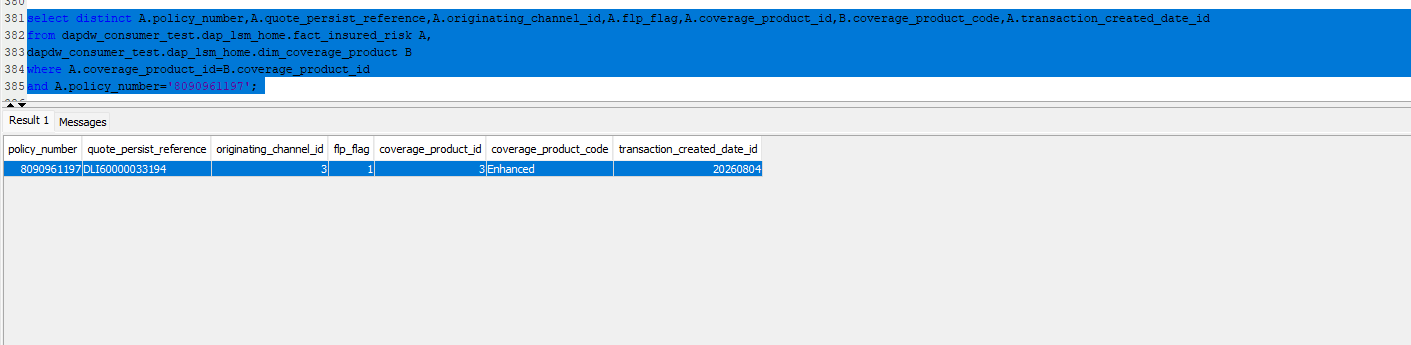 380
381 select distinct A.policy_number,A.quote_persist_reference,A.originating_channel_id,A.flp_flag,A.coverage_product_id,B.coverage_product_code,A.transaction_created_date_id
382 from dapdw_consumer_test.dap_lsm_home.fact_insured_risk A,
383 dapdw_consumer_test.dap_lsm_home.dim_coverage_product B
384 where A.coverage_product_id=B.coverage_product_id
385 and A.policy_number='8090961197';
Result 1 Messages
policy_number quote_persist_reference originating_channel_id flp_flag coverage_product_id coverage_product_code transaction_created_date_id
8090961197 DLI60000033194 3 1 3 Enhanced 20260804